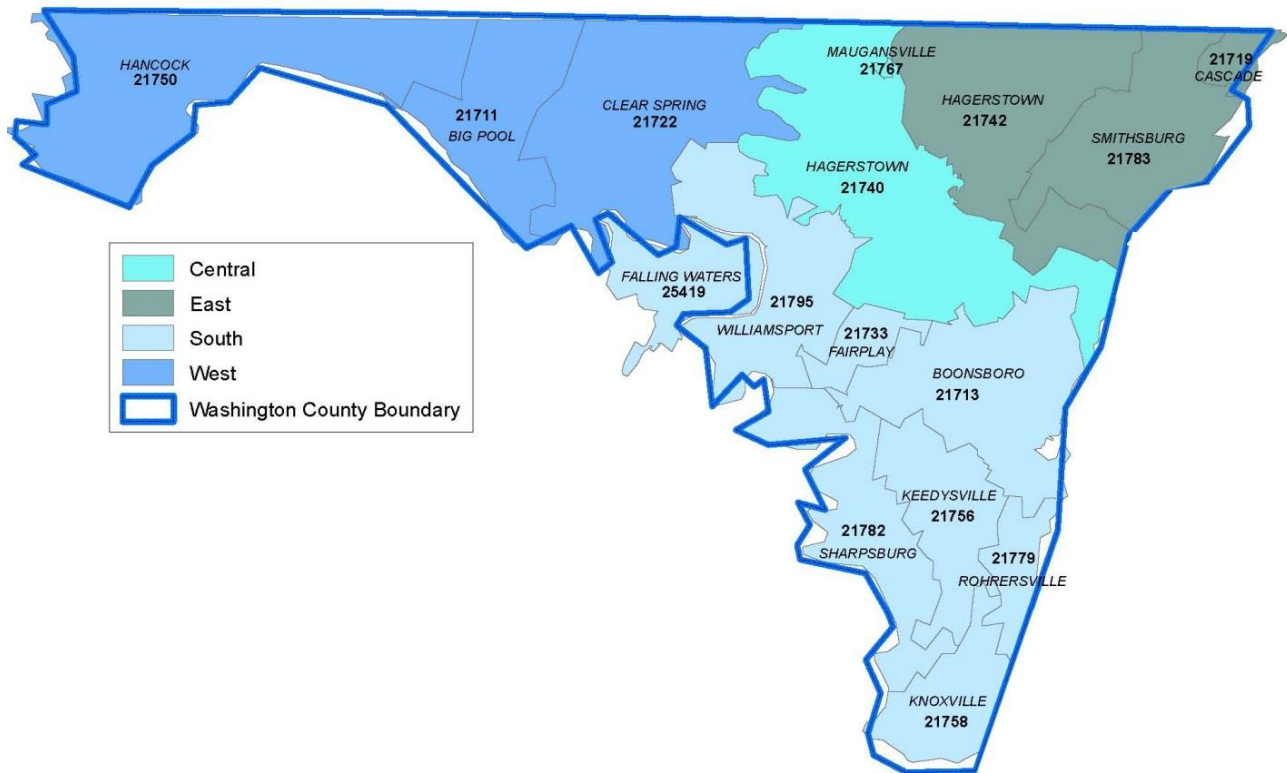 HANCOCK
21750
21711
BIG POOL
CLEAR SPRING
21722
MAUGANSVILLE
21767
HAGERSTOWN
21742
21719
CASCADE
SMITHSBURG
21783
HAGERSTOWN
21740
FALLING WATERS
25419
21795
WILLIAMSPORT
21733
FAIRPLAY
BOONSBORO
21713
KEEDYSVILLE
21756
21782
SHARPSBURG
21779
ROHRERSVILLE
KNOXVILLE
21758
Central
East
South
West
Washington County Boundary